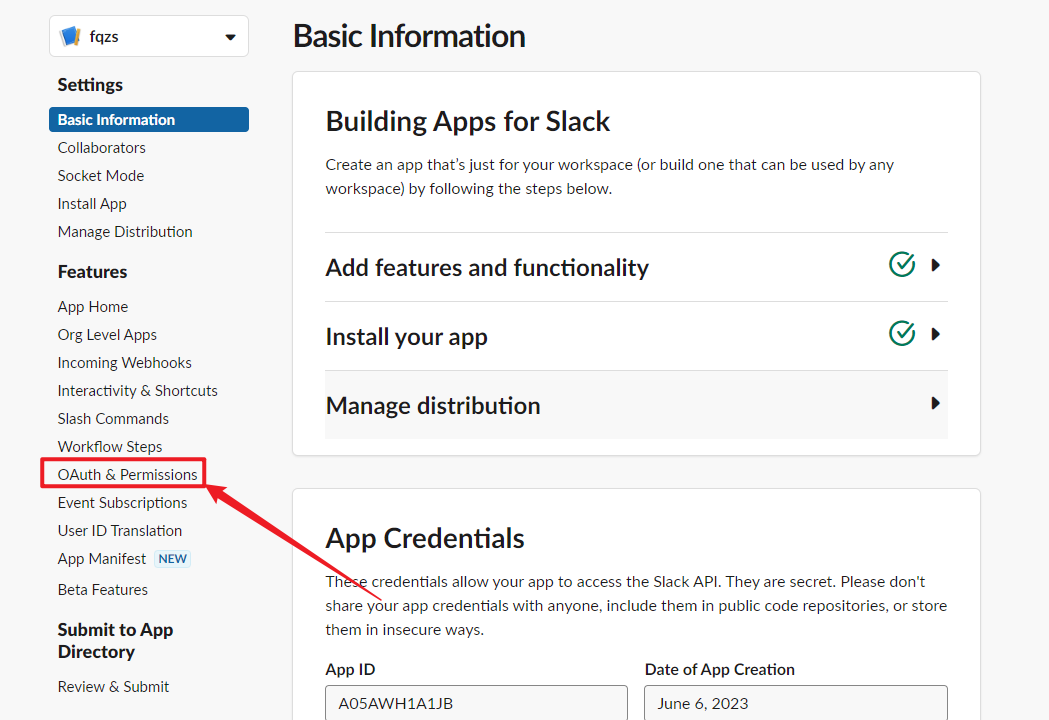 fqzs
Settings
Basic Information
Collaborators
Socket Mode
Install App
Manage Distribution
Features
App Home
Org Level Apps
Incoming Webhooks
Interactivity & Shortcuts
Slash Commands
Workflow Steps
OAuth & Permissions
Event Subscriptions
User ID Translation
App Manifest NEW
Beta Features
Submit to App
Directory
Review & Submit
Basic Information
Building Apps for Slack
Create an app that’s just for your workspace (or build one that can be used by any
workspace) by following the steps below.
Add features and functionality
Install your app
Manage distribution
App Credentials
These credentials allow your app to access the Slack API. They are secret. Please don’t
share your app credentials with anyone, include them in public code repositories, or store
them in insecure ways.
App ID
A05AWH1A1JB
Date of App Creation
June 6, 2023